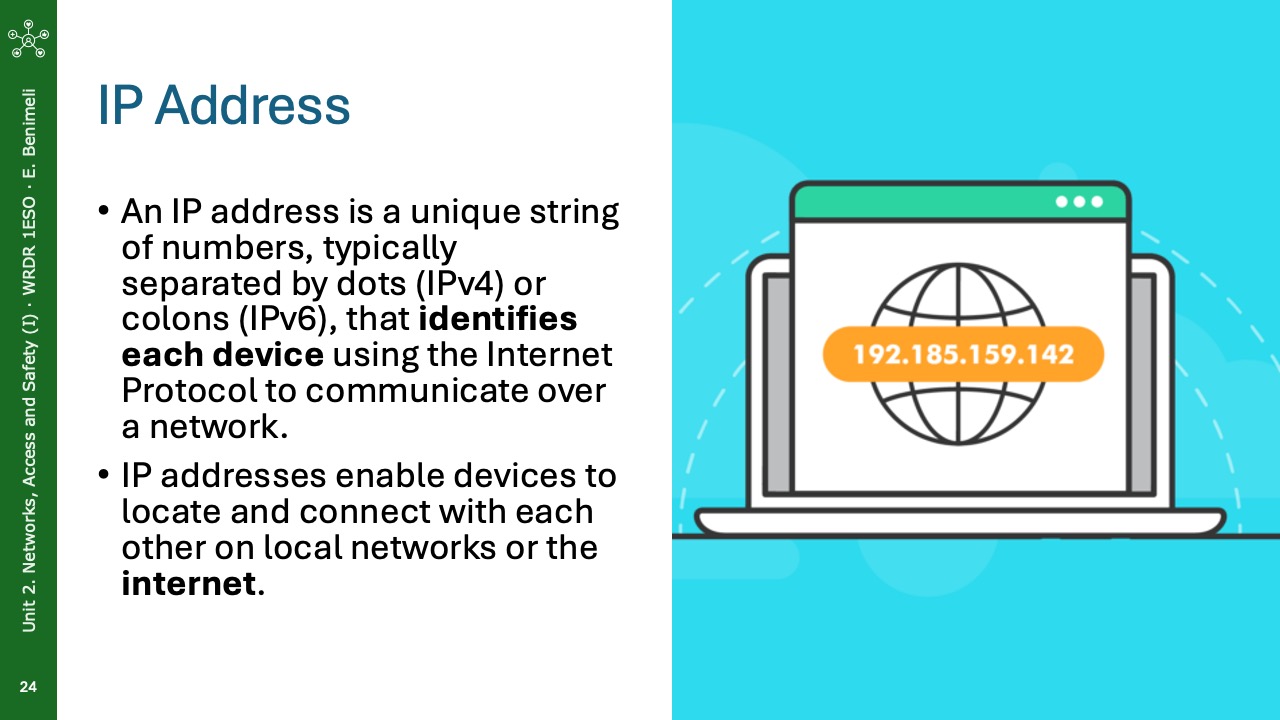 Unit 2. Networks, Access and Safety (I) · WRDR 1ESO · E. Benimeli
24
IP Address
• An IP address is a unique string
of numbers, typically
separated by dots (IPv4) or
colons (IPv6), that identifies
each device using the Internet
Protocol to communicate over
a network.
• IP addresses enable devices to
locate and connect with each
other on local networks or the
internet.
192.185.159.142